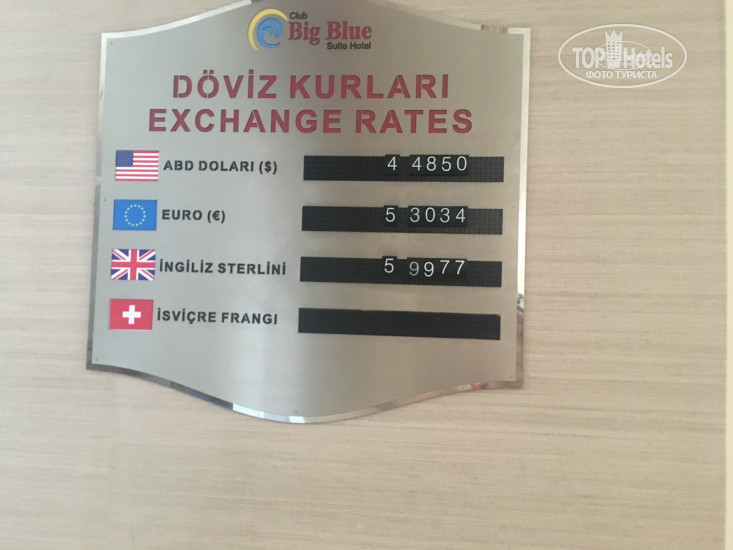 Club
Big Blue
Suite Hotel
TOPHotels
ФОТО ТУРИСТА
DÖVİZ KURLARI
EXCHANGE RATES
ABD DOLARI ($) 4 4850
EURO (€) 5 3034
İNGİLİZ STERLİNİ 5 9977
İSVİÇRE FRANGI